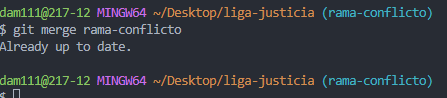 dam111@217-12 MINGW64 ~/Desktop/liga-justicia (rama-conflicto)
$ git merge rama-conflicto
Already up to date.
dam111@217-12 MINGW64 ~/Desktop/liga-justicia (rama-conflicto)
$